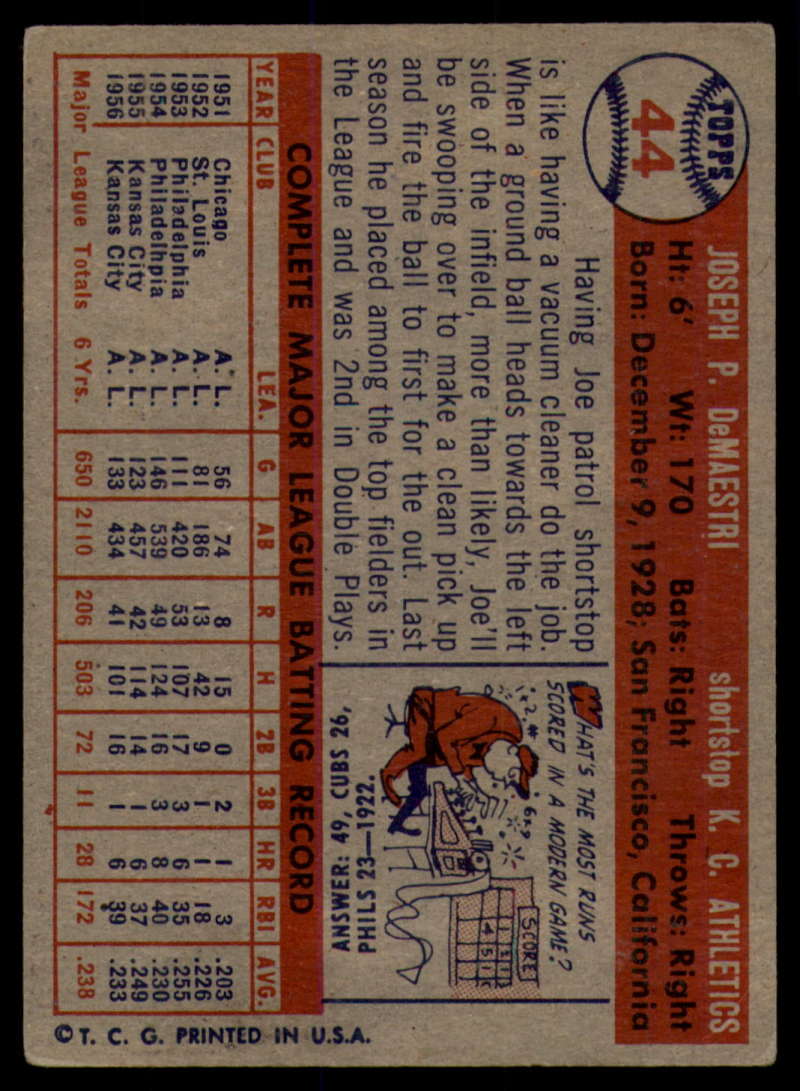 TOPPS
44
JOSEPH P. DeMAESTRI shortstop K. C. ATHLETICS
Ht: 6' Wt: 170 Bats: Right Throws: Right
Born: December 9, 1928; San Francisco, California
Having Joe patrol shortstop
is like having a vacuum cleaner do the job.
When a ground ball heads towards the left
side of the infield, more than likely, Joe'll
be swooping over to make a clean pick up
and fire the ball to first for the out. Last
season he placed among the top fielders in
the League and was 2nd in Double Plays.
WHAT'S THE MOST RUNS
SCORED IN A MODERN GAME?
SCORE
ANSWER: 49, CUBS 26,
PHILS 23—1922.
COMPLETE MAJOR LEAGUE BATTING RECORD
YEAR CLUB LEA. G AB R H 2B 3B HR RBI AVG.
1951 Chicago A. L. 56 74 8 15 0 2 1 3 .203
1952 St. Louis A. L. 81 186 13 42 9 1 1 18 .226
1953 Philadelphia A. L. 111 420 53 107 17 3 6 35 .255
1954 Philadelhpia A. L. 146 539 49 124 16 3 8 40 .230
1955 Kansas City A. L. 123 457 42 114 14 1 6 37 .249
1956 Kansas City A. L. 133 434 41 101 16 1 6 39 .233
Major League Totals 6 Yrs. 650 2110 206 503 72 11 28 172 .238
© T. C. G. PRINTED IN U.S.A.